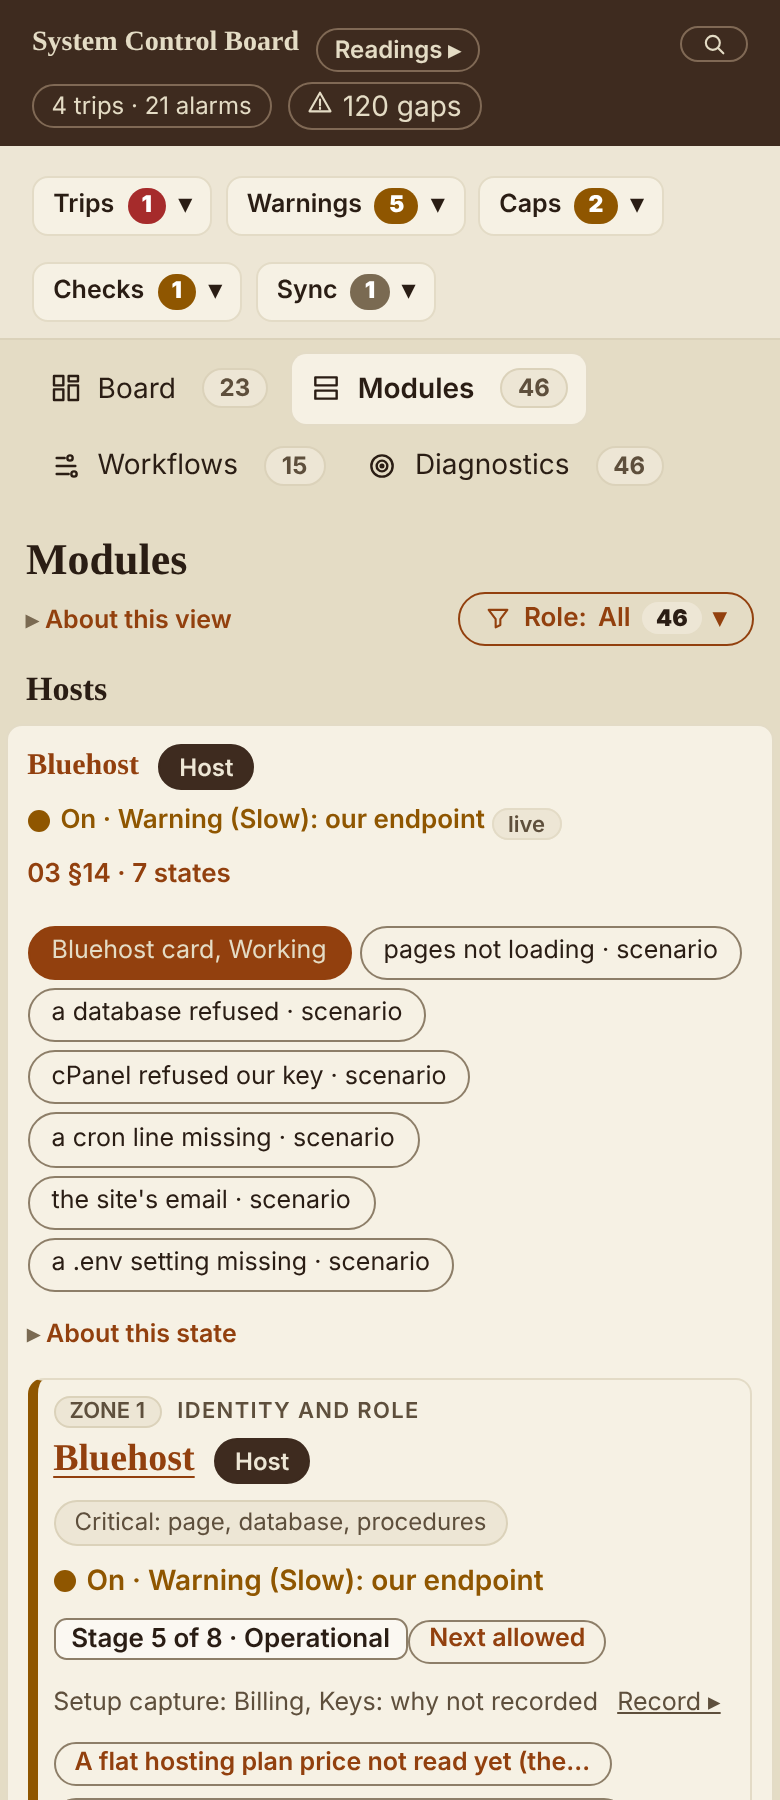 System Control Board Readings ▸
4 trips · 21 alarms ⚠ 120 gaps
Trips 1 ▾ Warnings 5 ▾ Caps 2 ▾
Checks 1 ▾ Sync 1 ▾
Board 23 Modules 46
Workflows 15 Diagnostics 46
Modules
▸ About this view Role: All 46 ▾
Hosts
Bluehost Host
On · Warning (Slow): our endpoint live
03 §14 · 7 states
Bluehost card, Working pages not loading · scenario
a database refused · scenario
cPanel refused our key · scenario
a cron line missing · scenario
the site's email · scenario
a .env setting missing · scenario
▸ About this state
ZONE 1 IDENTITY AND ROLE
Bluehost Host
Critical: page, database, procedures
On · Warning (Slow): our endpoint
Stage 5 of 8 · Operational Next allowed
Setup capture: Billing, Keys: why not recorded Record ▸
A flat hosting plan price not read yet (the...